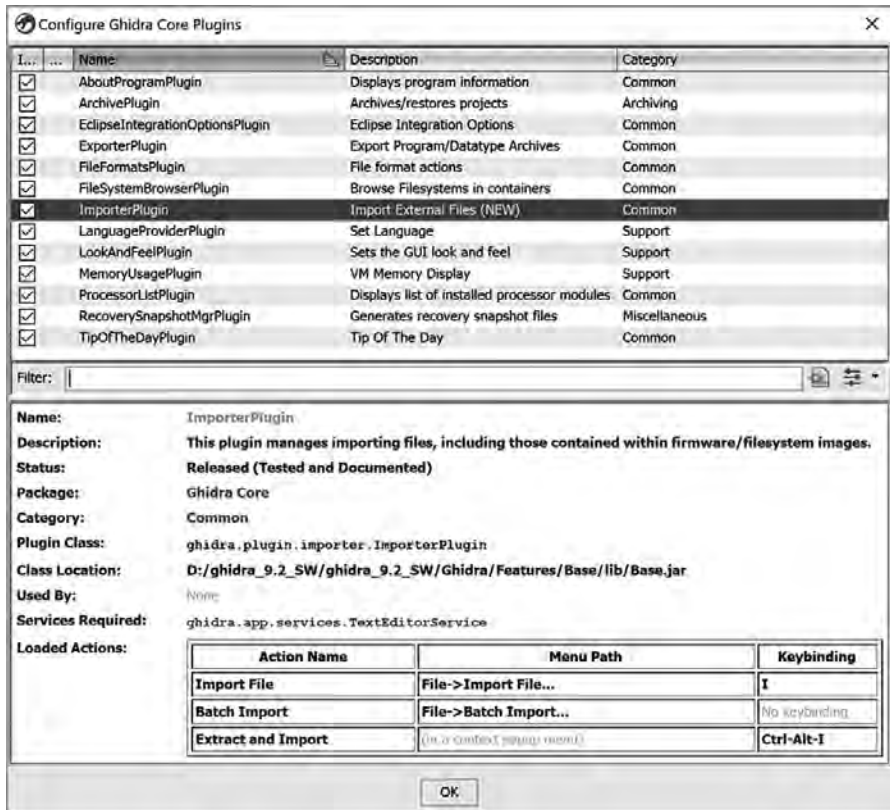 Configure Ghidra Core Plugins
I... ... Name Description Category
AboutProgramPlugin Displays program information Common
ArchivePlugin Archives/restores projects Archiving
EclipseIntegrationOptionsPlugin Eclipse Integration Options Common
ExporterPlugin Export Program/Datatype Archives Common
FileFormatsPlugin File format actions Common
FileSystemBrowserPlugin Browse Filesystems in containers Common
ImporterPlugin Import External Files (NEW) Common
LanguageProviderPlugin Set Language Support
LookAndFeelPlugin Sets the GUI look and feel Support
MemoryUsagePlugin VM Memory Display Support
ProcessorListPlugin Displays list of installed processor modules Common
RecoverySnapshotMgrPlugin Generates recovery snapshot files Miscellaneous
TipOfTheDayPlugin Tip Of The Day Common
Filter:
Name: ImporterPlugin
Description: This plugin manages importing files, including those contained within firmware/filesystem images.
Status: Released (Tested and Documented)
Package: Ghidra Core
Category: Common
Plugin Class: ghidra.plugin.importer.ImporterPlugin
Class Location: D:/ghidra_9.2_SW/ghidra_9.2_SW/Ghidra/Features/Base/lib/Base.jar
Used By: None
Services Required: ghidra.app.services.TextEditorService
Loaded Actions: Action Name Menu Path Keybinding
Import File File->Import File... I
Batch Import File->Batch Import... No keybinding
Extract and Import (in a context popup menu) Ctrl-Alt-I
OK